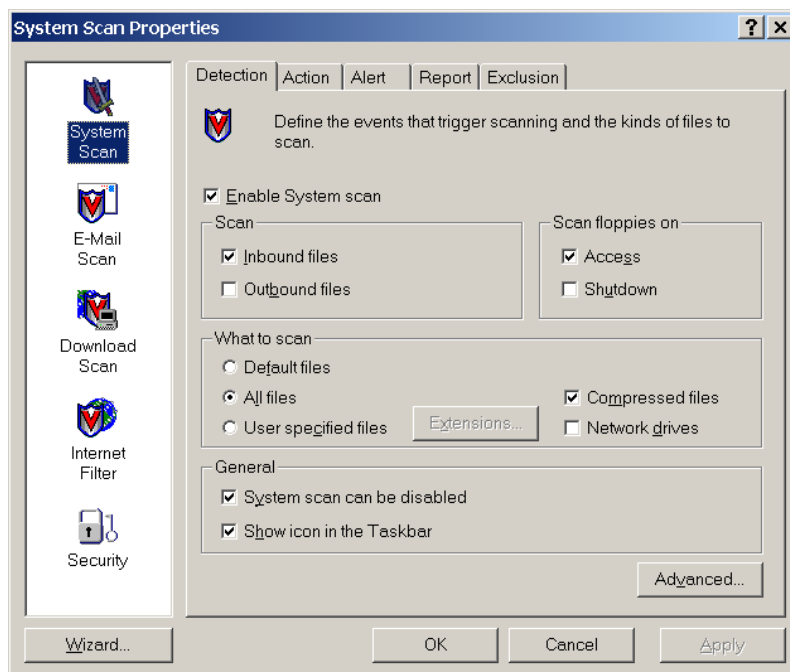 System Scan Properties
System
Scan
E-Mail
Scan
Download
Scan
Internet
Filter
Security
Detection
Action
Alert
Report
Exclusion
Define the events that trigger scanning and the kinds of files to
scan.
Enable System scan
Scan
Inbound files
Outbound files
Scan floppies on
Access
Shutdown
What to scan
Default files
All files
User specified files
Extensions...
Compressed files
Network drives
General
System scan can be disabled
Show icon in the Taskbar
Advanced...
Wizard...
OK
Cancel
Apply